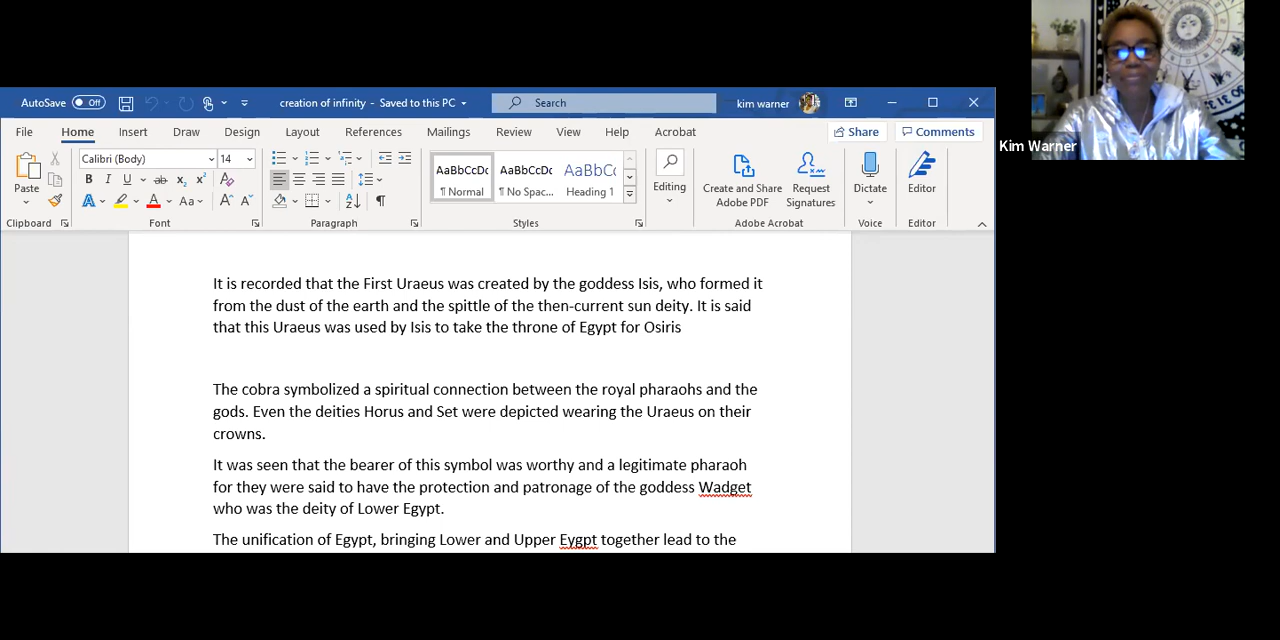 AutoSave Off creation of infinity - Saved to this PC Search kim warner
File Home Insert Draw Design Layout References Mailings Review View Help Acrobat Share Comments
Paste
Clipboard
Calibri (Body) 14
B I U ab x₂ x²
A A Aa A A
Font
Paragraph
AaBbCcDc AaBbCcDc AaBbCc
¶ Normal ¶ No Spac... Heading 1
Styles
Editing
Create and Share
Adobe PDF
Request
Signatures
Adobe Acrobat
Dictate
Voice
Editor
Editor
Kim Warner
It is recorded that the First Uraeus was created by the goddess Isis, who formed it
from the dust of the earth and the spittle of the then-current sun deity. It is said
that this Uraeus was used by Isis to take the throne of Egypt for Osiris
The cobra symbolized a spiritual connection between the royal pharaohs and the
gods. Even the deities Horus and Set were depicted wearing the Uraeus on their
crowns.
It was seen that the bearer of this symbol was worthy and a legitimate pharaoh
for they were said to have the protection and patronage of the goddess Wadget
who was the deity of Lower Egypt.
The unification of Egypt, bringing Lower and Upper Eygpt together lead to the